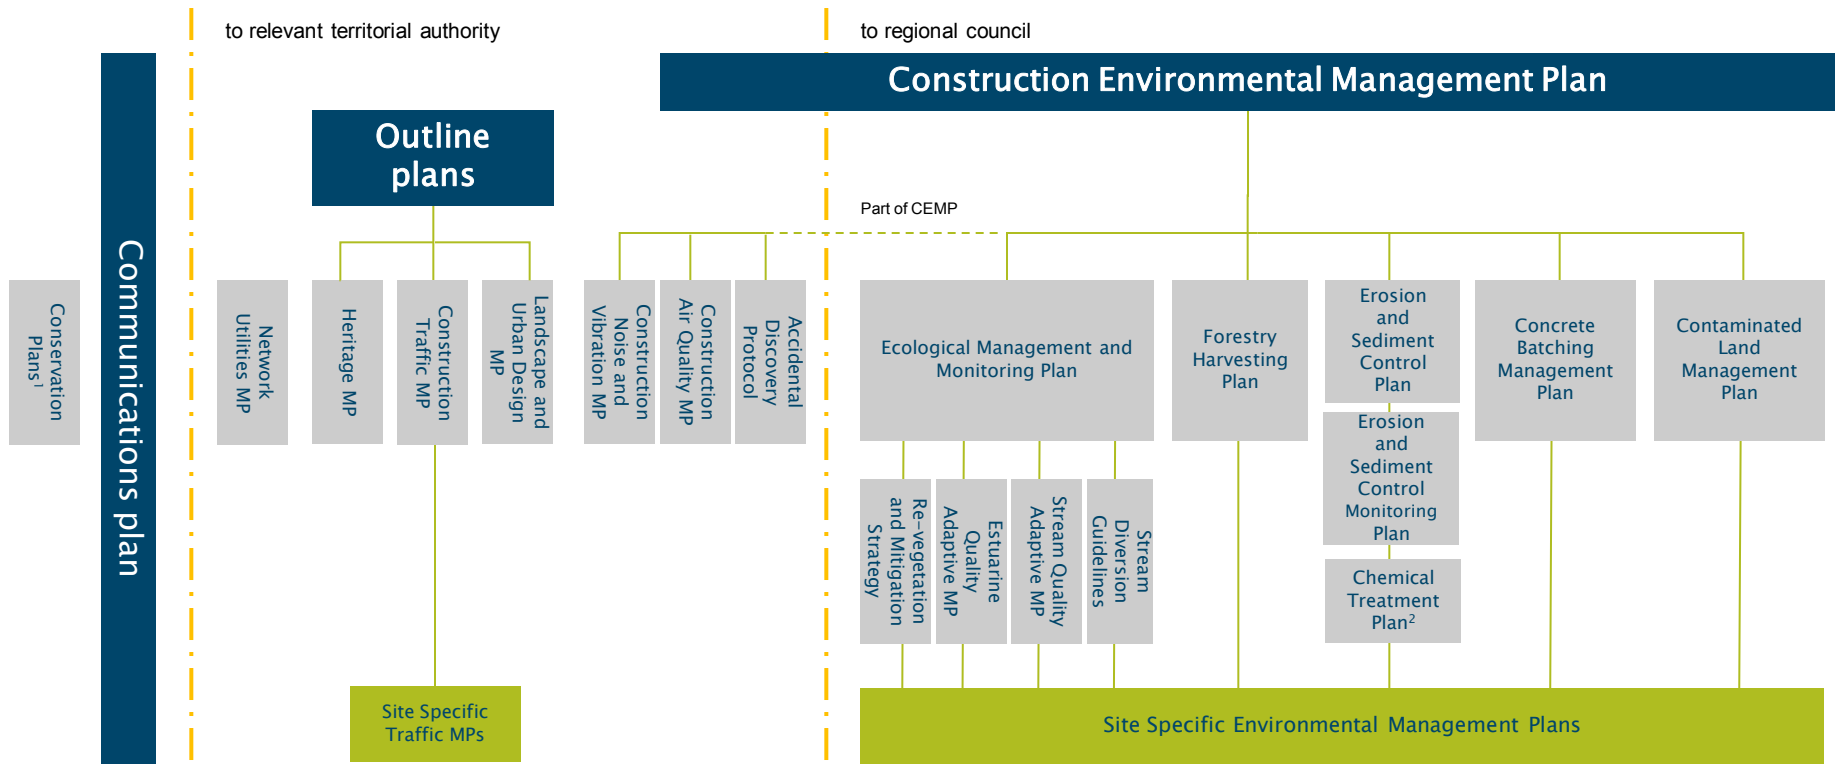 to relevant territorial authority
to regional council
Construction Environmental Management Plan
Outline
plans
Part of CEMP
Communications plan
Conservation
Plans¹
Network
Utilities MP
Heritage MP
Construction
Traffic MP
Landscape and
Urban Design
MP
Construction
Noise and
Vibration MP
Construction
Air Quality MP
Accidental
Discovery
Protocol
Ecological Management and
Monitoring Plan
Forestry
Harvesting
Plan
Erosion
and
Sediment
Control
Plan
Concrete
Batching
Management
Plan
Contaminated
Land
Management
Plan
Erosion
and
Sediment
Control
Monitoring
Plan
Re-vegetation
and Mitigation
Strategy
Estuarine
Quality
Adaptive MP
Stream Quality
Adaptive MP
Stream
Diversion
Guidelines
Chemical
Treatment
Plan²
Site Specific
Traffic MPs
Site Specific Environmental Management Plans